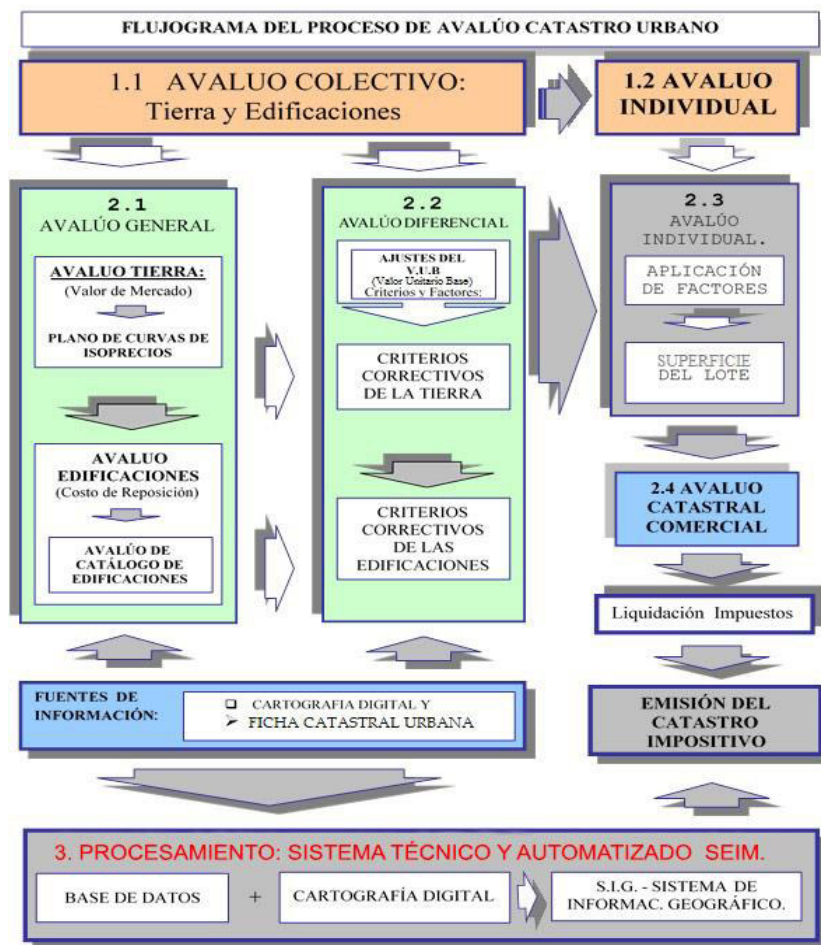 FLUJOGRAMA DEL PROCESO DE AVALÚO CATASTRO URBANO
1.1 AVALUO COLECTIVO:
Tierra y Edificaciones
1.2 AVALUO
INDIVIDUAL
2.1
AVALÚO GENERAL
AVALUO TIERRA:
(Valor de Mercado)
PLANO DE CURVAS DE
ISOPRECIOS
AVALUO
EDIFICACIONES
(Costo de Reposición)
AVALÚO DE
CATÁLOGO DE
EDIFICACIONES
2.2
AVALÚO DIFERENCIAL
AJUSTES DEL
V.U.B
(Valor Unitario Base)
Criterios y Factores:
CRITERIOS
CORRECTIVOS
DE LA TIERRA
CRITERIOS
CORRECTIVOS
DE LAS
EDIFICACIONES
2.3
AVALÚO
INDIVIDUAL.
APLICACIÓN
DE FACTORES
SUPERFICIE
DEL LOTE
2.4 AVALUO
CATASTRAL
COMERCIAL
Liquidación Impuestos
EMISIÓN DEL
CATASTRO
IMPOSITIVO
FUENTES DE
INFORMACIÓN:
❑ CARTOGRAFIA DIGITAL Y
➢ FICHA CATASTRAL URBANA
3. PROCESAMIENTO: SISTEMA TÉCNICO Y AUTOMATIZADO SEIM.
BASE DE DATOS + CARTOGRAFÍA DIGITAL
S.I.G. - SISTEMA DE
INFORMAC. GEOGRÁFICO.